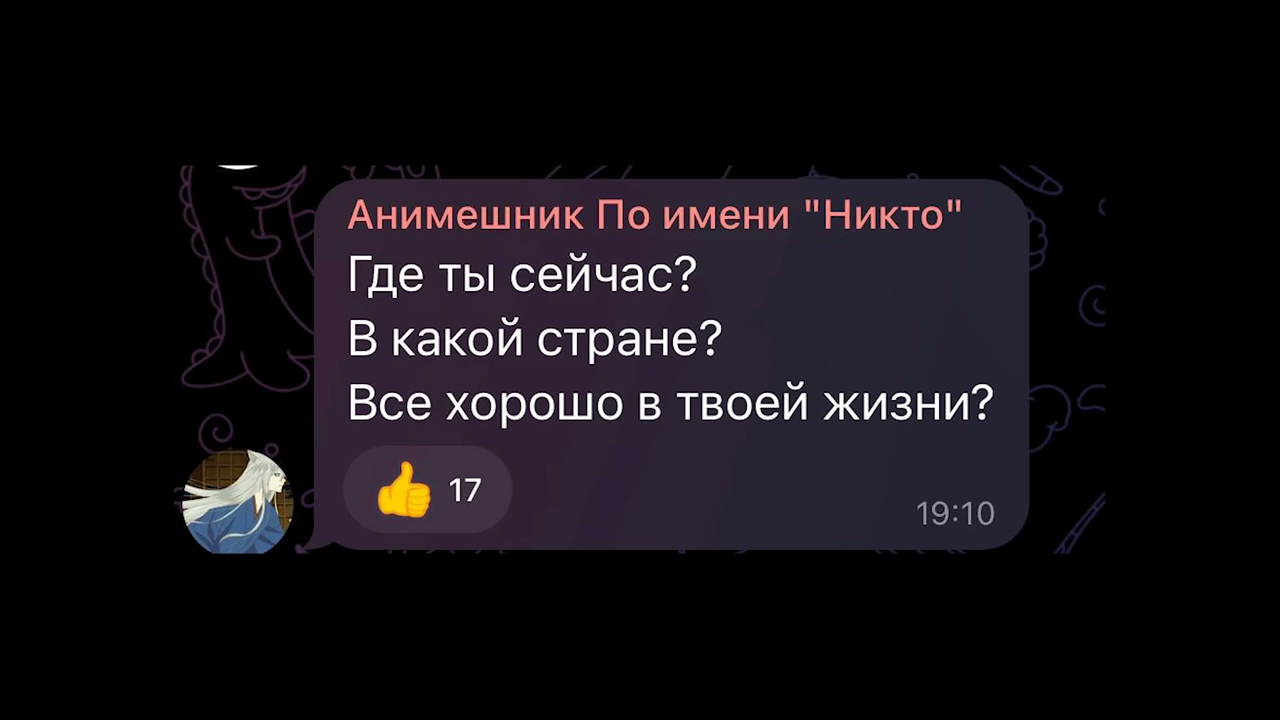 Анимешник По имени "Никто"
Где ты сейчас?
В какой стране?
Все хорошо в твоей жизни?
👍 17
19:10